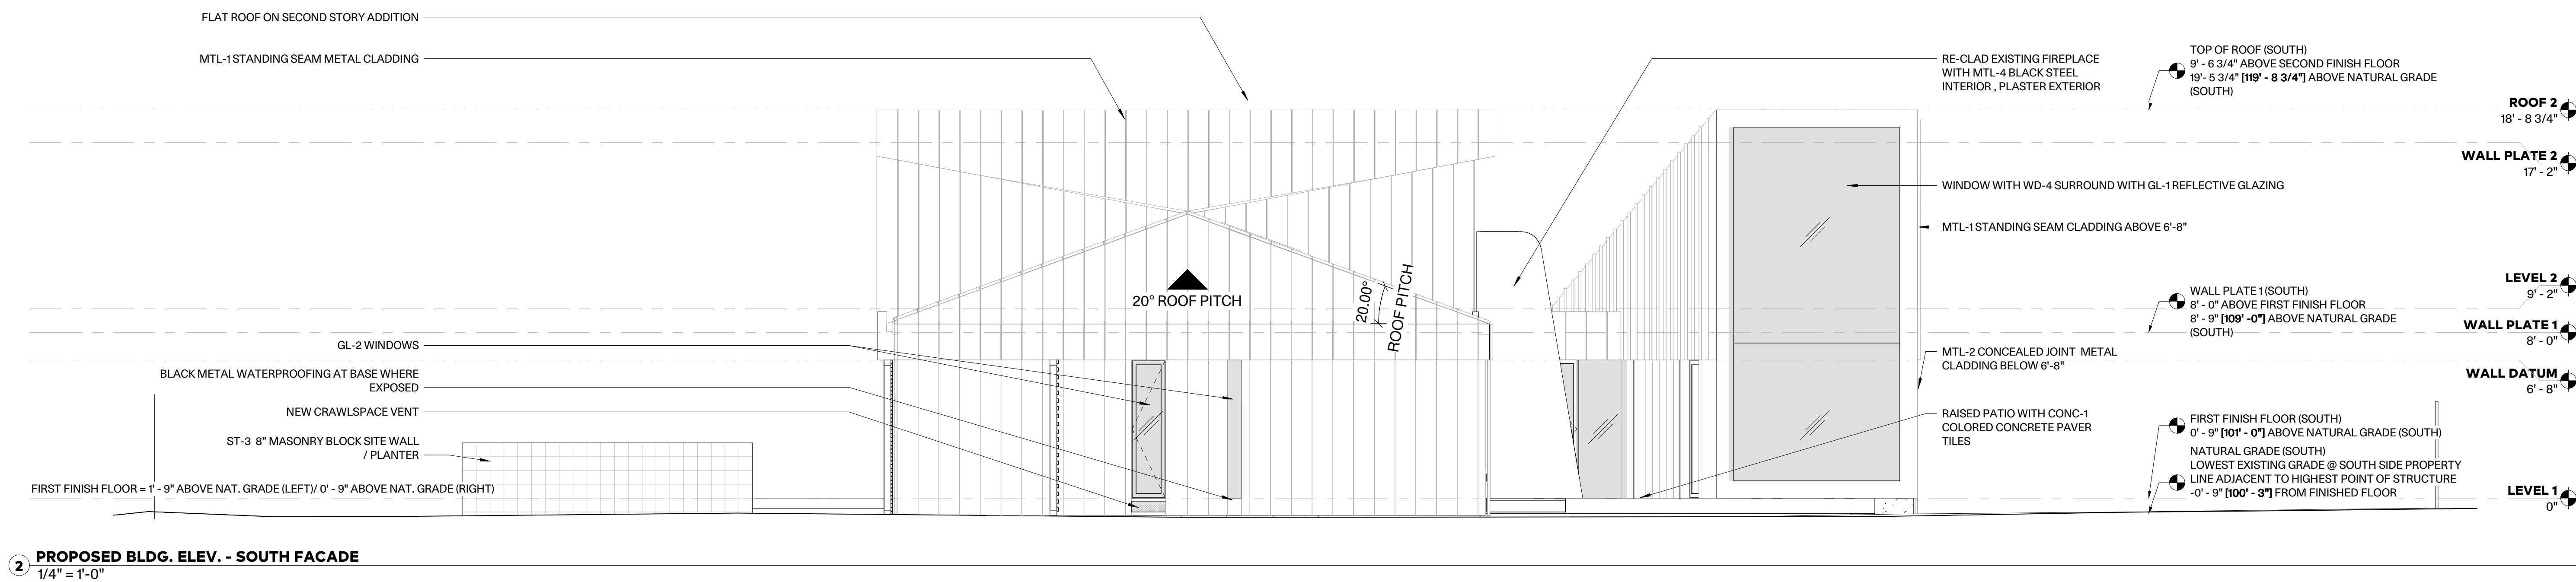 FLAT ROOF ON SECOND STORY ADDITION
MTL-1 STANDING SEAM METAL CLADDING
GL-2 WINDOWS
BLACK METAL WATERPROOFING AT BASE WHERE
EXPOSED
NEW CRAWLSPACE VENT
ST-3 8" MASONRY BLOCK SITE WALL
/ PLANTER
FIRST FINISH FLOOR = 1' - 9" ABOVE NAT. GRADE (LEFT)/ 0' - 9" ABOVE NAT. GRADE (RIGHT)
20° ROOF PITCH
20.00°
ROOF PITCH
RE-CLAD EXISTING FIREPLACE
WITH MTL-4 BLACK STEEL
INTERIOR , PLASTER EXTERIOR
WINDOW WITH WD-4 SURROUND WITH GL-1 REFLECTIVE GLAZING
MTL-1 STANDING SEAM CLADDING ABOVE 6'-8"
MTL-2 CONCEALED JOINT METAL
CLADDING BELOW 6'-8"
RAISED PATIO WITH CONC-1
COLORED CONCRETE PAVER
TILES
TOP OF ROOF (SOUTH)
9' - 6 3/4" ABOVE SECOND FINISH FLOOR
19'- 5 3/4" [119' - 8 3/4"] ABOVE NATURAL GRADE
(SOUTH)
WALL PLATE 1 (SOUTH)
8' - 0" ABOVE FIRST FINISH FLOOR
8' - 9" [109' -0"] ABOVE NATURAL GRADE
(SOUTH)
FIRST FINISH FLOOR (SOUTH)
0' - 9" [101' - 0"] ABOVE NATURAL GRADE (SOUTH)
NATURAL GRADE (SOUTH)
LOWEST EXISTING GRADE @ SOUTH SIDE PROPERTY
LINE ADJACENT TO HIGHEST POINT OF STRUCTURE
-0' - 9" [100' - 3"] FROM FINISHED FLOOR
ROOF 2
18' - 8 3/4"
WALL PLATE 2
17' - 2"
LEVEL 2
9' - 2"
WALL PLATE 1
8' - 0"
WALL DATUM
6' - 8"
LEVEL 1
0"
2 PROPOSED BLDG. ELEV. - SOUTH FACADE
1/4" = 1'-0"